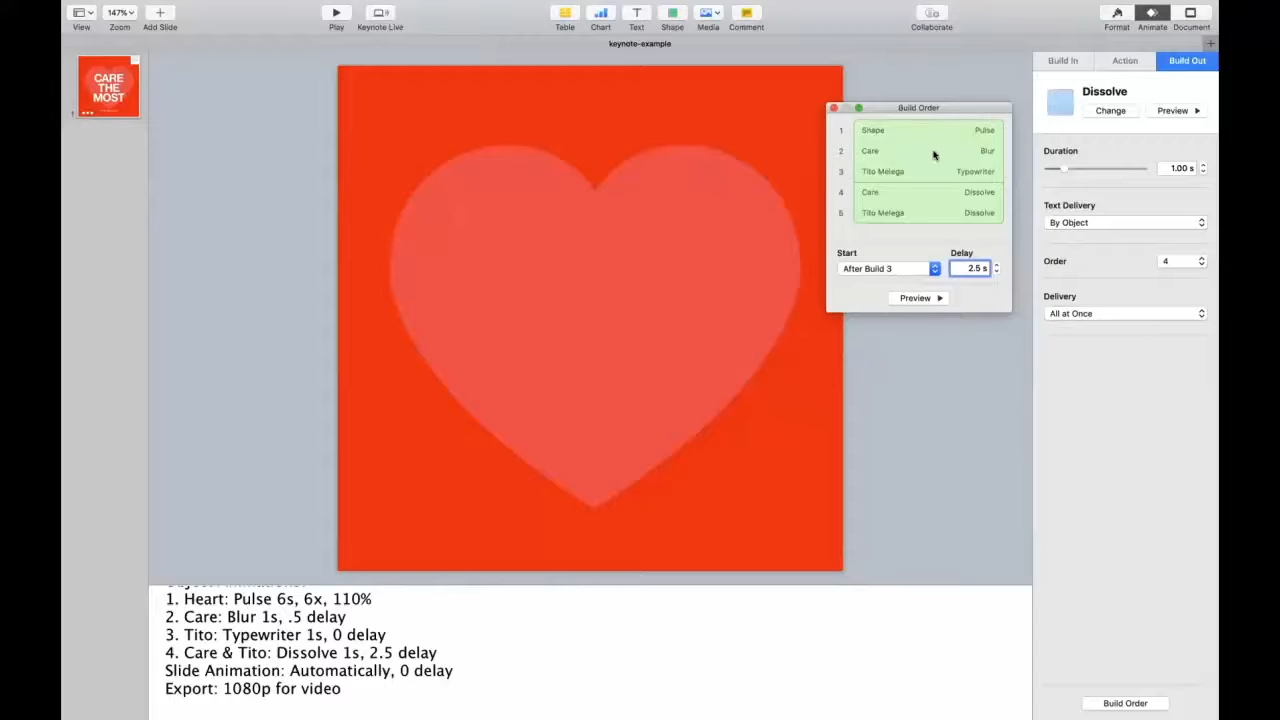 147%
View
Zoom
Add Slide
Play
Keynote Live
Table
Chart
Text
Shape
Media
Comment
Collaborate
Format
Animate
Document
keynote-example
+
CARE
THE
MOST
1
Build In
Action
Build Out
Dissolve
Change
Preview
Duration
1.00 s
Text Delivery
By Object
Order
4
Delivery
All at Once
Build Order
Build Order
1 Shape Pulse
2 Care Blur
3 Tito Melega Typewriter
4 Care Dissolve
5 Tito Melega Dissolve
Start
Delay
After Build 3
2.5 s
Preview
1. Heart: Pulse 6s, 6x, 110%
2. Care: Blur 1s, .5 delay
3. Tito: Typewriter 1s, 0 delay
4. Care & Tito: Dissolve 1s, 2.5 delay
Slide Animation: Automatically, 0 delay
Export: 1080p for video